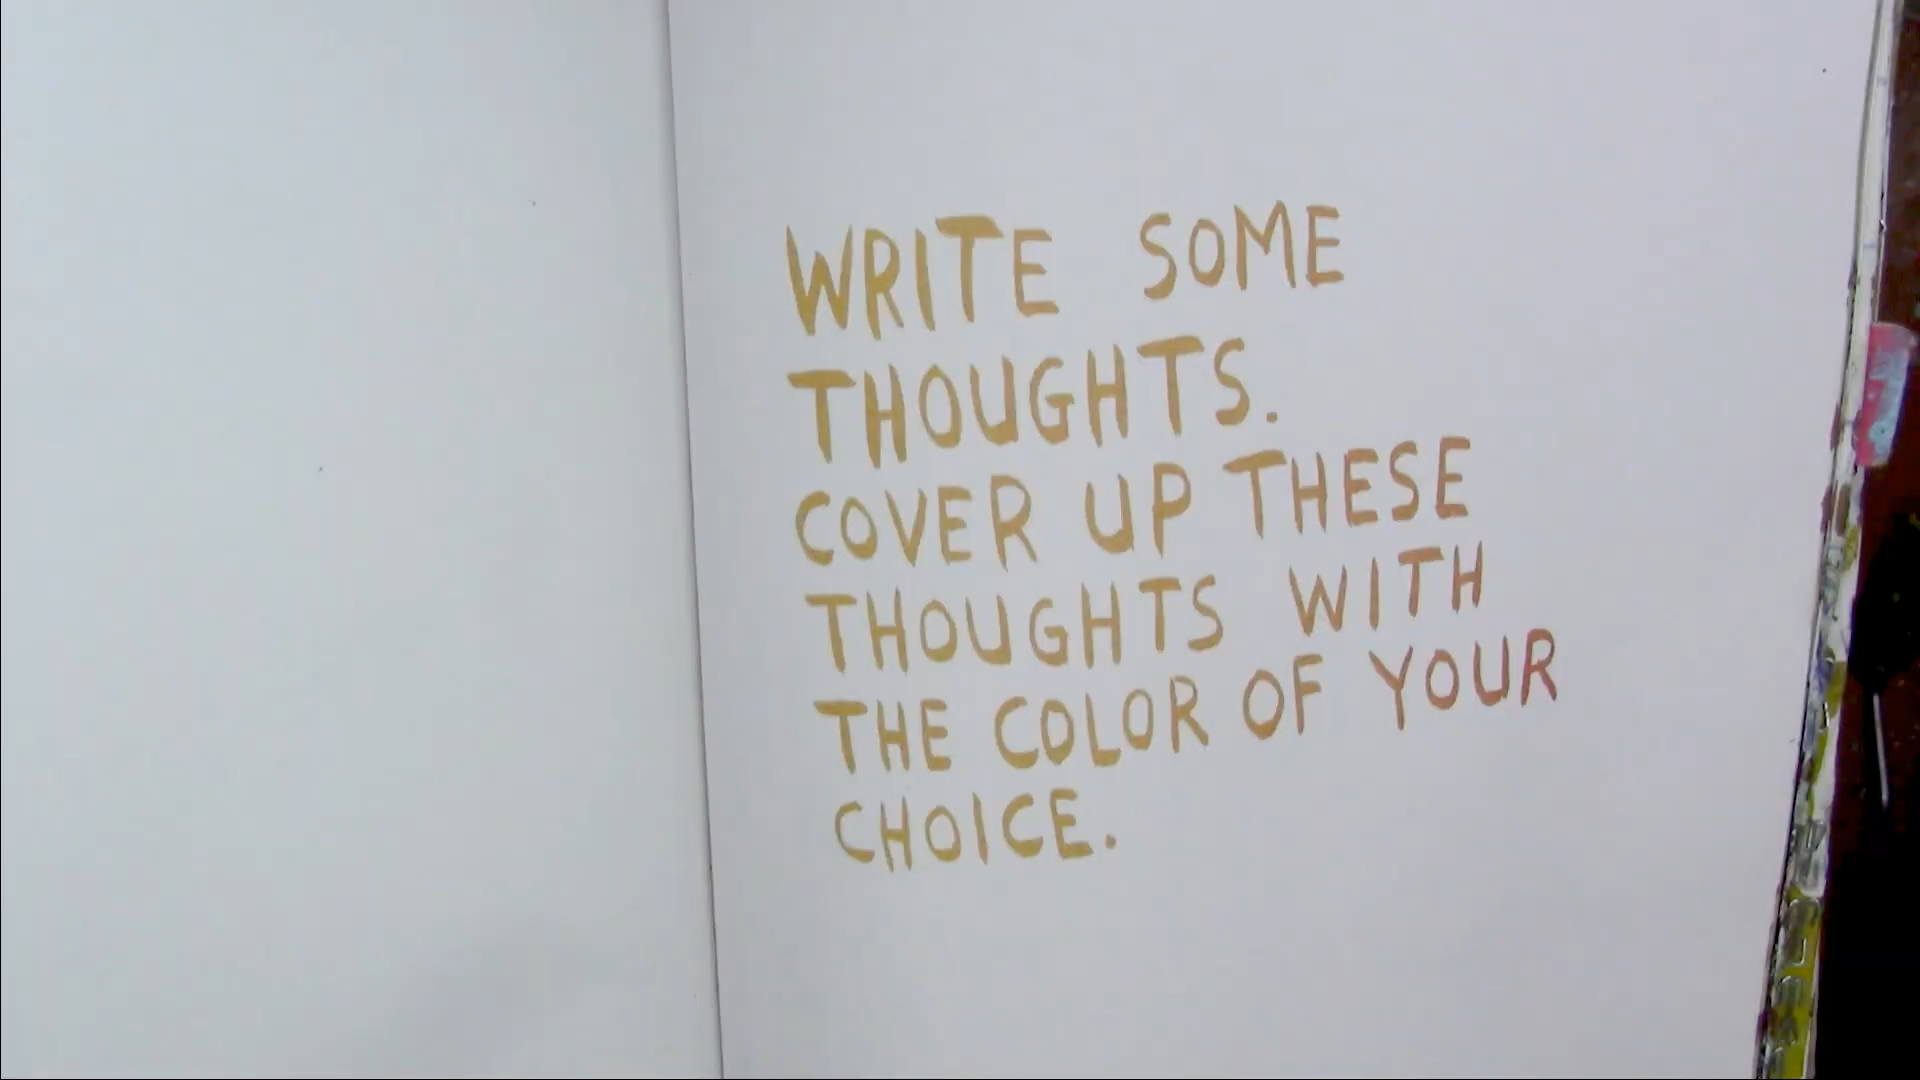 WRITE SOME
THOUGHTS.
COVER UP THESE
THOUGHTS WITH
THE COLOR OF YOUR
CHOICE.